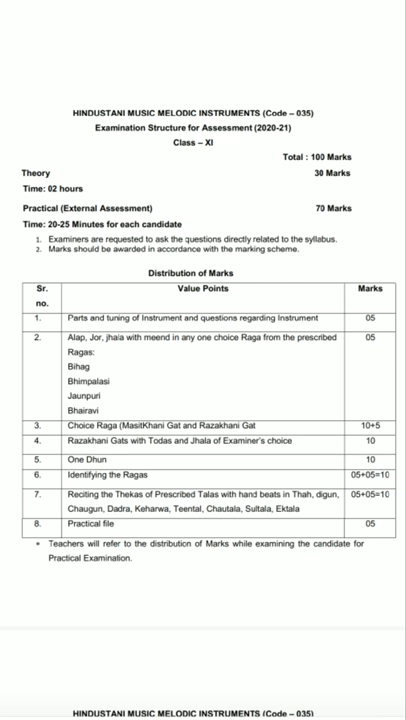 HINDUSTANI MUSIC MELODIC INSTRUMENTS (Code – 035)
Examination Structure for Assessment (2020-21)
Class – XI
Total : 100 Marks
Theory 30 Marks
Time: 02 hours
Practical (External Assessment) 70 Marks
Time: 20-25 Minutes for each candidate
1. Examiners are requested to ask the questions directly related to the syllabus.
2. Marks should be awarded in accordance with the marking scheme.
Distribution of Marks
Sr. no. Value Points Marks
1. Parts and tuning of Instrument and questions regarding Instrument 05
2. Alap, Jor, jhala with meend in any one choice Raga from the prescribed 05
Ragas:
Bihag
Bhimpalasi
Jaunpuri
Bhairavi
3. Choice Raga (MasitKhani Gat and Razakhani Gat 10+5
4. Razakhani Gats with Todas and Jhala of Examiner's choice 10
5. One Dhun 10
6. Identifying the Ragas 05+05=10
7. Reciting the Thekas of Prescribed Talas with hand beats in Thah, digun, 05+05=10
Chaugun, Dadra, Keharwa, Teental, Chautala, Sultala, Ektala
8. Practical file 05
• Teachers will refer to the distribution of Marks while examining the candidate for
Practical Examination.
HINDUSTANI MUSIC MELODIC INSTRUMENTS (Code – 035)